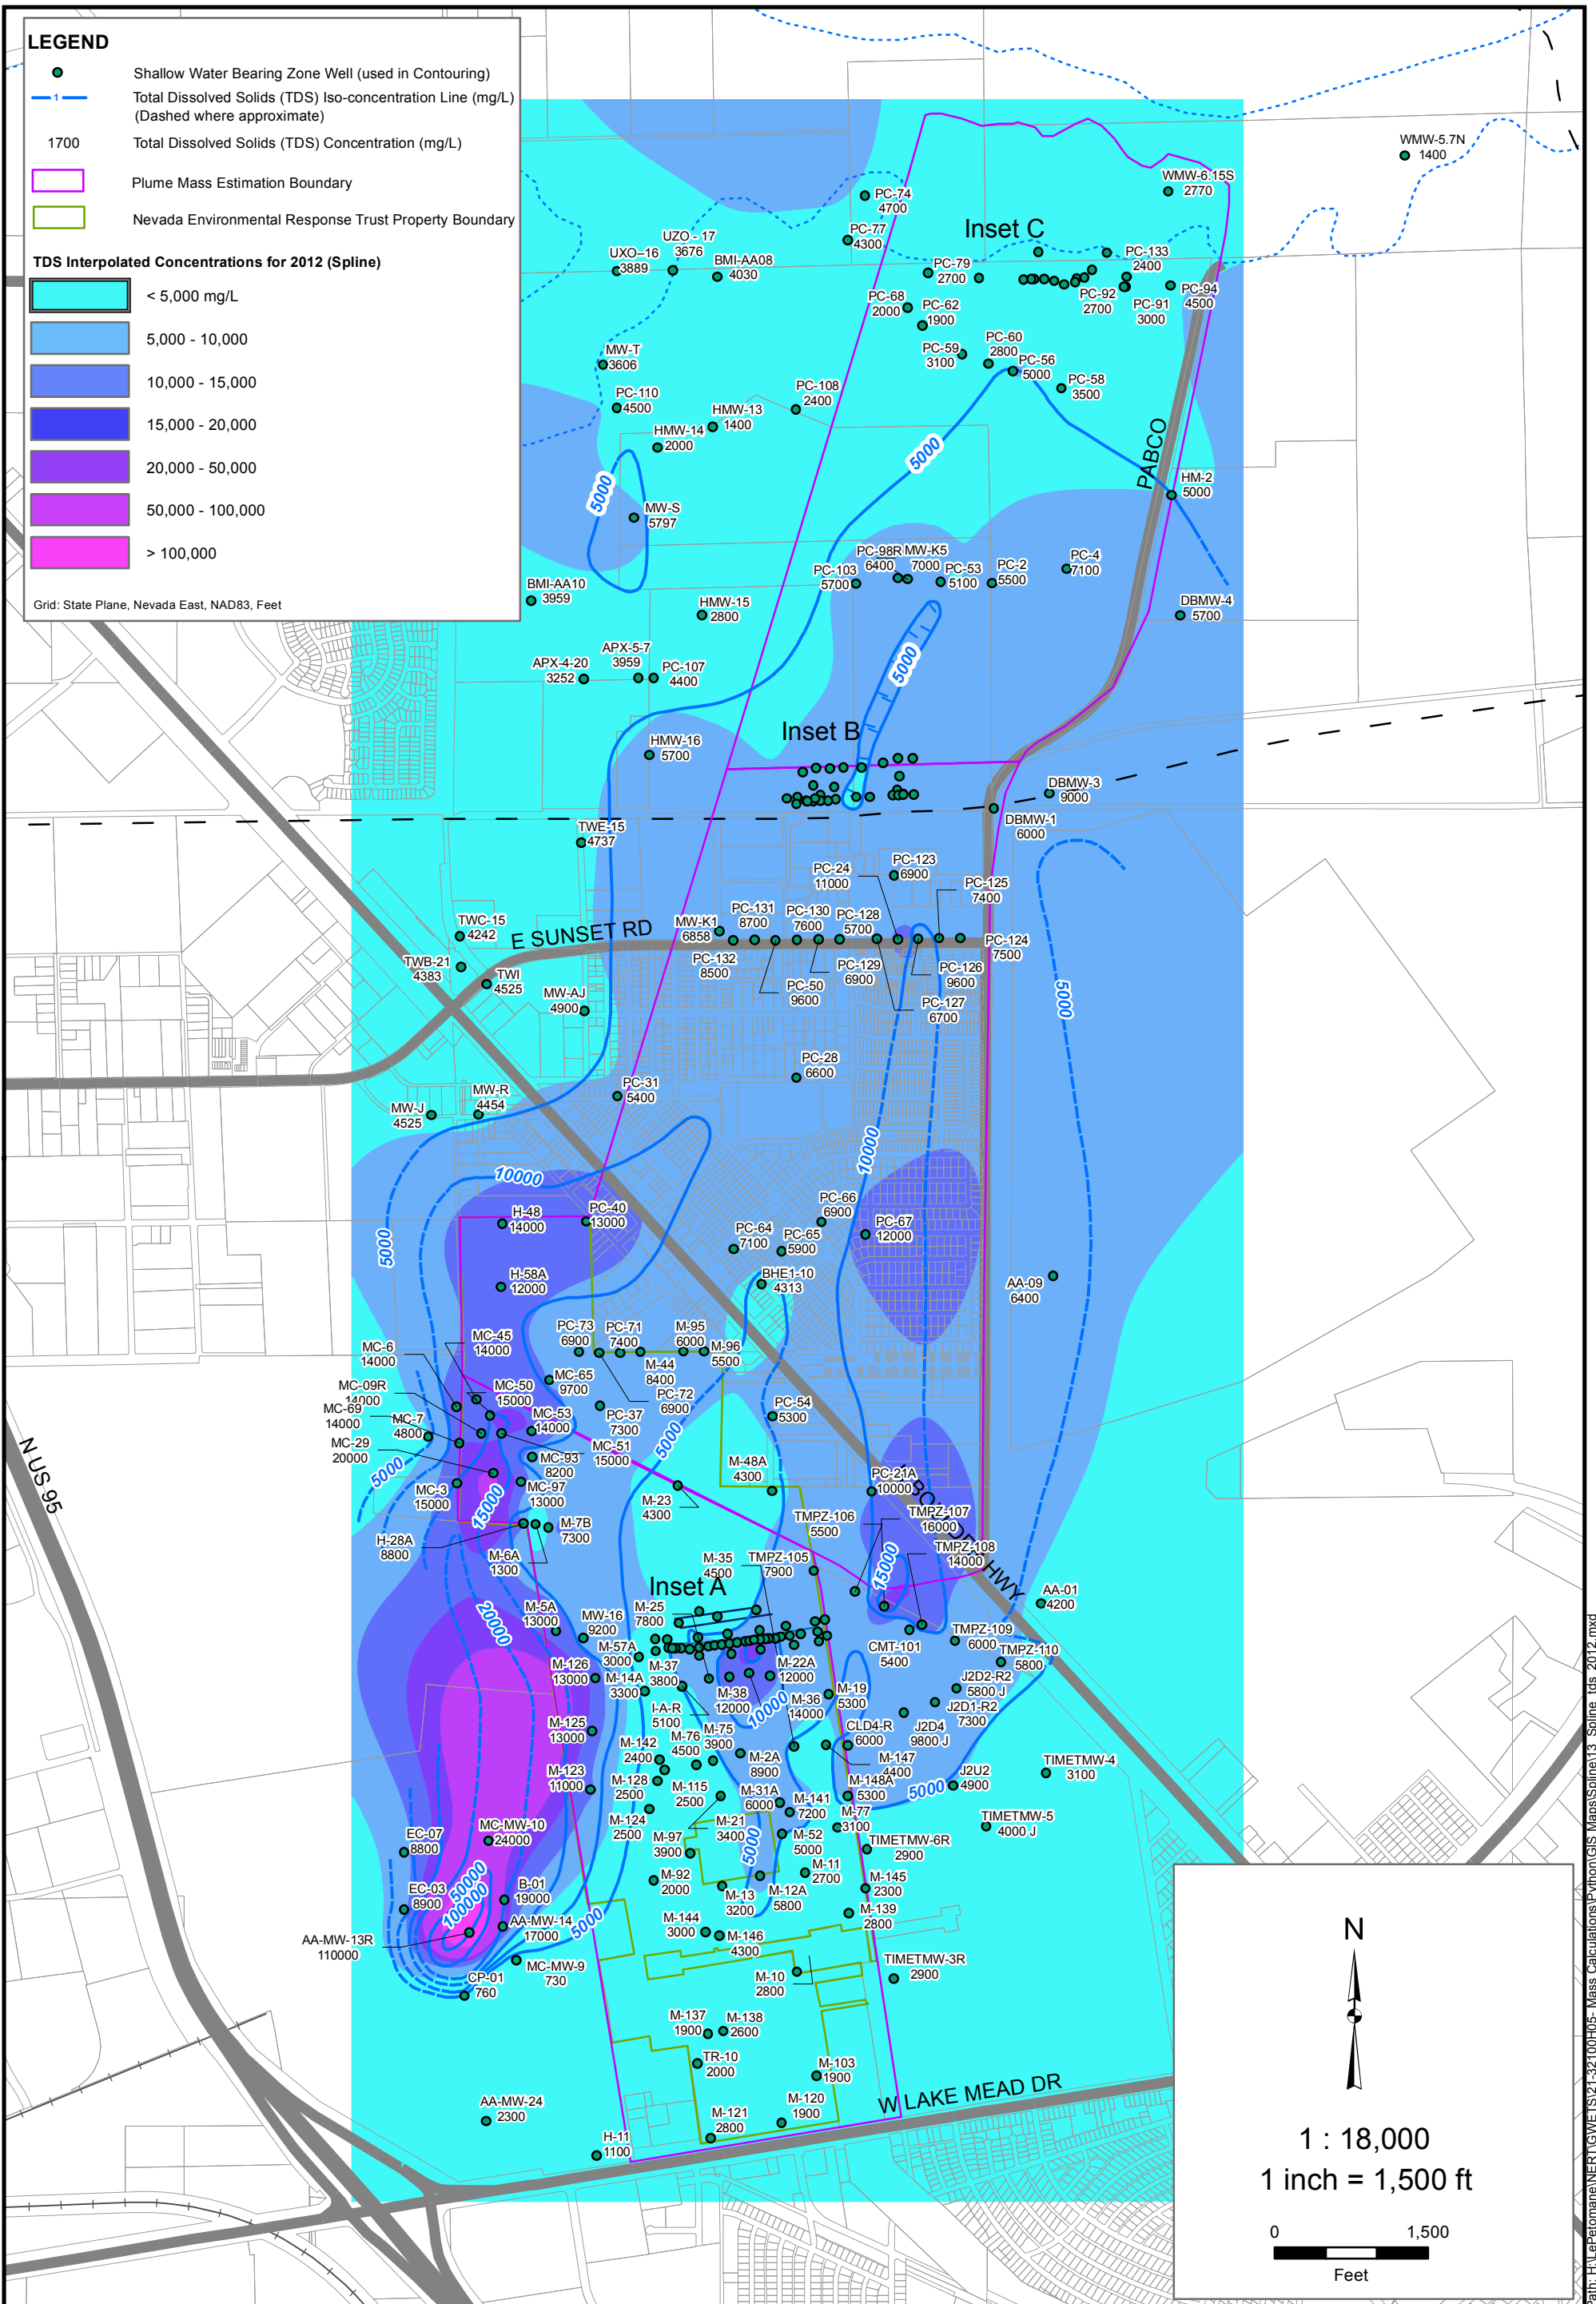 LEGEND
Shallow Water Bearing Zone Well (used in Contouring)
1
Total Dissolved Solids (TDS) Iso-concentration Line (mg/L)
(Dashed where approximate)
1700
Total Dissolved Solids (TDS) Concentration (mg/L)
Plume Mass Estimation Boundary
Nevada Environmental Response Trust Property Boundary
TDS Interpolated Concentrations for 2012 (Spline)
< 5,000 mg/L
5,000 - 10,000
10,000 - 15,000
15,000 - 20,000
20,000 - 50,000
50,000 - 100,000
> 100,000
Grid: State Plane, Nevada East, NAD83, Feet
WMW-5.7N
1400
WMW-6.15S
2770
PC-74
4700
Inset C
PC-77
4300
UZO - 17
3676
UXO-16
3889
BMI-AA08
4030
PC-133
2400
PC-79
2700
PC-92
2700
PC-91
3000
PC-94
4500
PC-68
2000
PC-62
1900
PC-59
3100
PC-60
2800
PC-56
5000
PC-58
3500
MW-T
3606
PC-110
4500
PC-108
2400
HMW-13
1400
HMW-14
2000
5000
5000
PABCO
HM-2
5000
MW-S
5797
PC-98R
6400
MW-K5
7000
PC-103
5700
PC-53
5100
PC-2
5500
PC-4
7100
BMI-AA10
3959
HMW-15
2800
DBMW-4
5700
APX-5-7
3959
APX-4-20
3252
PC-107
4400
5000
Inset B
HMW-16
5700
DBMW-3
9000
DBMW-1
6000
TWE-15
4737
PC-24
11000
PC-123
6900
PC-125
7400
TWC-15
4242
E SUNSET RD
MW-K1
6858
PC-131
8700
PC-130
7600
PC-128
5700
PC-124
7500
TWB-21
4383
TWI
4525
PC-132
8500
PC-50
9600
PC-129
6900
PC-126
9600
PC-127
6700
MW-AJ
4900
5000
PC-28
6600
PC-31
5400
MW-R
4454
MW-J
4525
10000
10000
5000
H-48
14000
PC-40
13000
PC-66
6900
PC-67
12000
PC-64
7100
PC-65
5900
BHE1-10
4313
AA-09
6400
H-58A
12000
PC-73
6900
PC-71
7400
M-95
6000
M-96
5500
M-44
8400
MC-45
14000
MC-6
14000
MC-65
9700
PC-72
6900
MC-50
15000
MC-09R
14000
MC-69
14000
MC-7
4800
MC-53
14000
PC-37
7300
PC-54
5300
MC-29
20000
MC-51
15000
5000
5000
MC-93
8200
MC-97
13000
MC-3
15000
15000
M-48A
4300
M-23
4300
PC-21A
10000
BOULDER HWY
N US 95
TMPZ-107
16000
TMPZ-106
5500
TMPZ-108
14000
H-28A
8800
M-7B
7300
M-6A
1300
M-35
4500
TMPZ-105
7900
15000
Inset A
AA-01
4200
20000
M-5A
13000
MW-16
9200
M-25
7800
M-57A
3000
CMT-101
5400
TMPZ-109
6000
TMPZ-110
5800
M-126
13000
M-14A
3300
M-37
3800
M-38
12000
M-22A
12000
M-36
14000
M-19
5300
J2D2-R2
5800 J
J2D1-R2
7300
I-A-R
5100
10000
J2D4
9800 J
M-125
13000
M-75
3900
M-76
4500
M-142
2400
M-2A
8900
CLD4-R
6000
M-147
4400
M-148A
5300
J2U2
4900
TIMETMW-4
3100
M-123
11000
M-128
2500
M-115
2500
M-31A
6000
5000
M-141
7200
M-124
2500
M-21
3400
M-77
3100
TIMETMW-5
4000 J
MC-MW-10
24000
EC-07
8800
M-97
3900
5000
M-52
5000
TIMETMW-6R
2900
50000
100000
M-92
2000
M-11
2700
M-145
2300
M-13
3200
M-12A
5800
EC-03
8900
B-01
19000
M-139
2800
AA-MW-14
17000
5000
M-144
3000
M-146
4300
AA-MW-13R
110000
MC-MW-9
730
M-10
2800
TIMETMW-3R
2900
CP-01
760
M-137
1900
M-138
2600
TR-10
2000
M-103
1900
W LAKE MEAD DR
AA-MW-24
2300
M-120
1900
M-121
2800
H-11
1100
N
1 : 18,000
1 inch = 1,500 ft
0
1,500
Feet
Path: H:\LePetomane\NERT\GWETS\21-32100H05- Mass Calculations\Python\GIS Maps\Spline\13_Spline_tds_2012.mxd